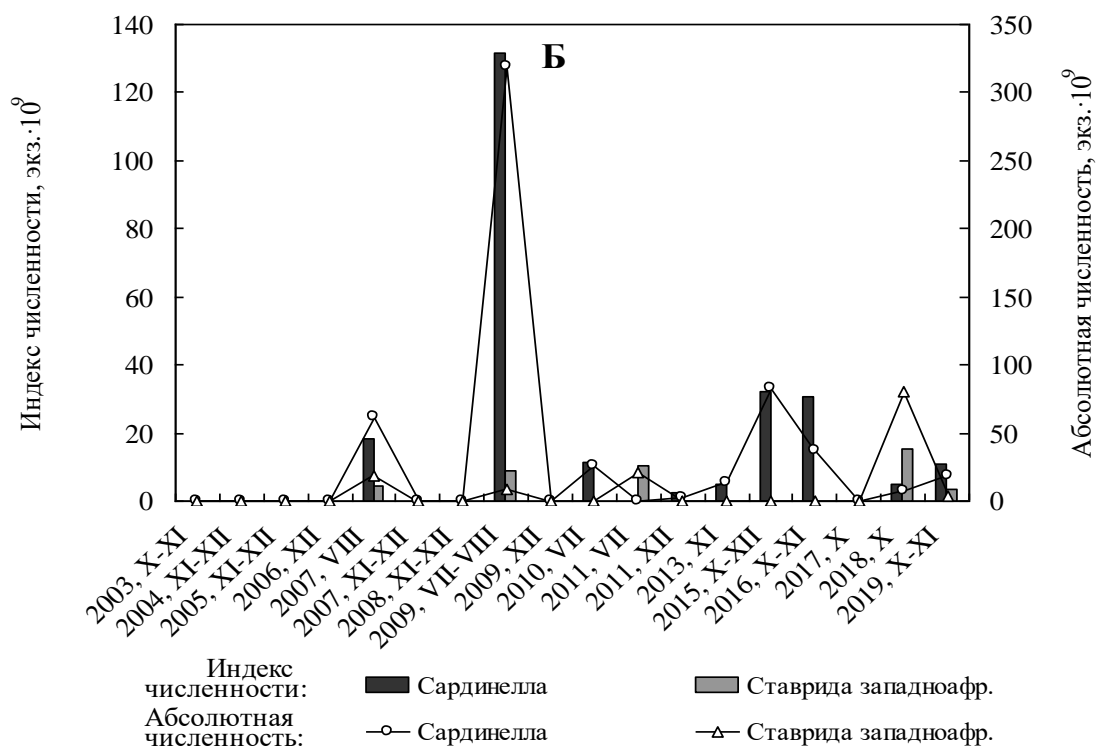 Б
Индекс численности, экз.·10⁹
140
120
100
80
60
40
20
0
350
300
250
200
150
100
50
0
Абсолютная численность, экз.·10⁹
2003, X-XI
2004, XI-XII
2005, XI-XII
2006, XII
2007, VIII
2007, XI-XII
2008, XI-XII
2009, VII-VIII
2009, XII
2010, VII
2011, VII
2011, XII
2013, XI
2015, X-XII
2016, X-XI
2017, X
2018, X
2019, X-XI
Индекс
численности:
Сардинелла
Ставрида западноафр.
Абсолютная
численность:
Сардинелла
Ставрида западноафр.